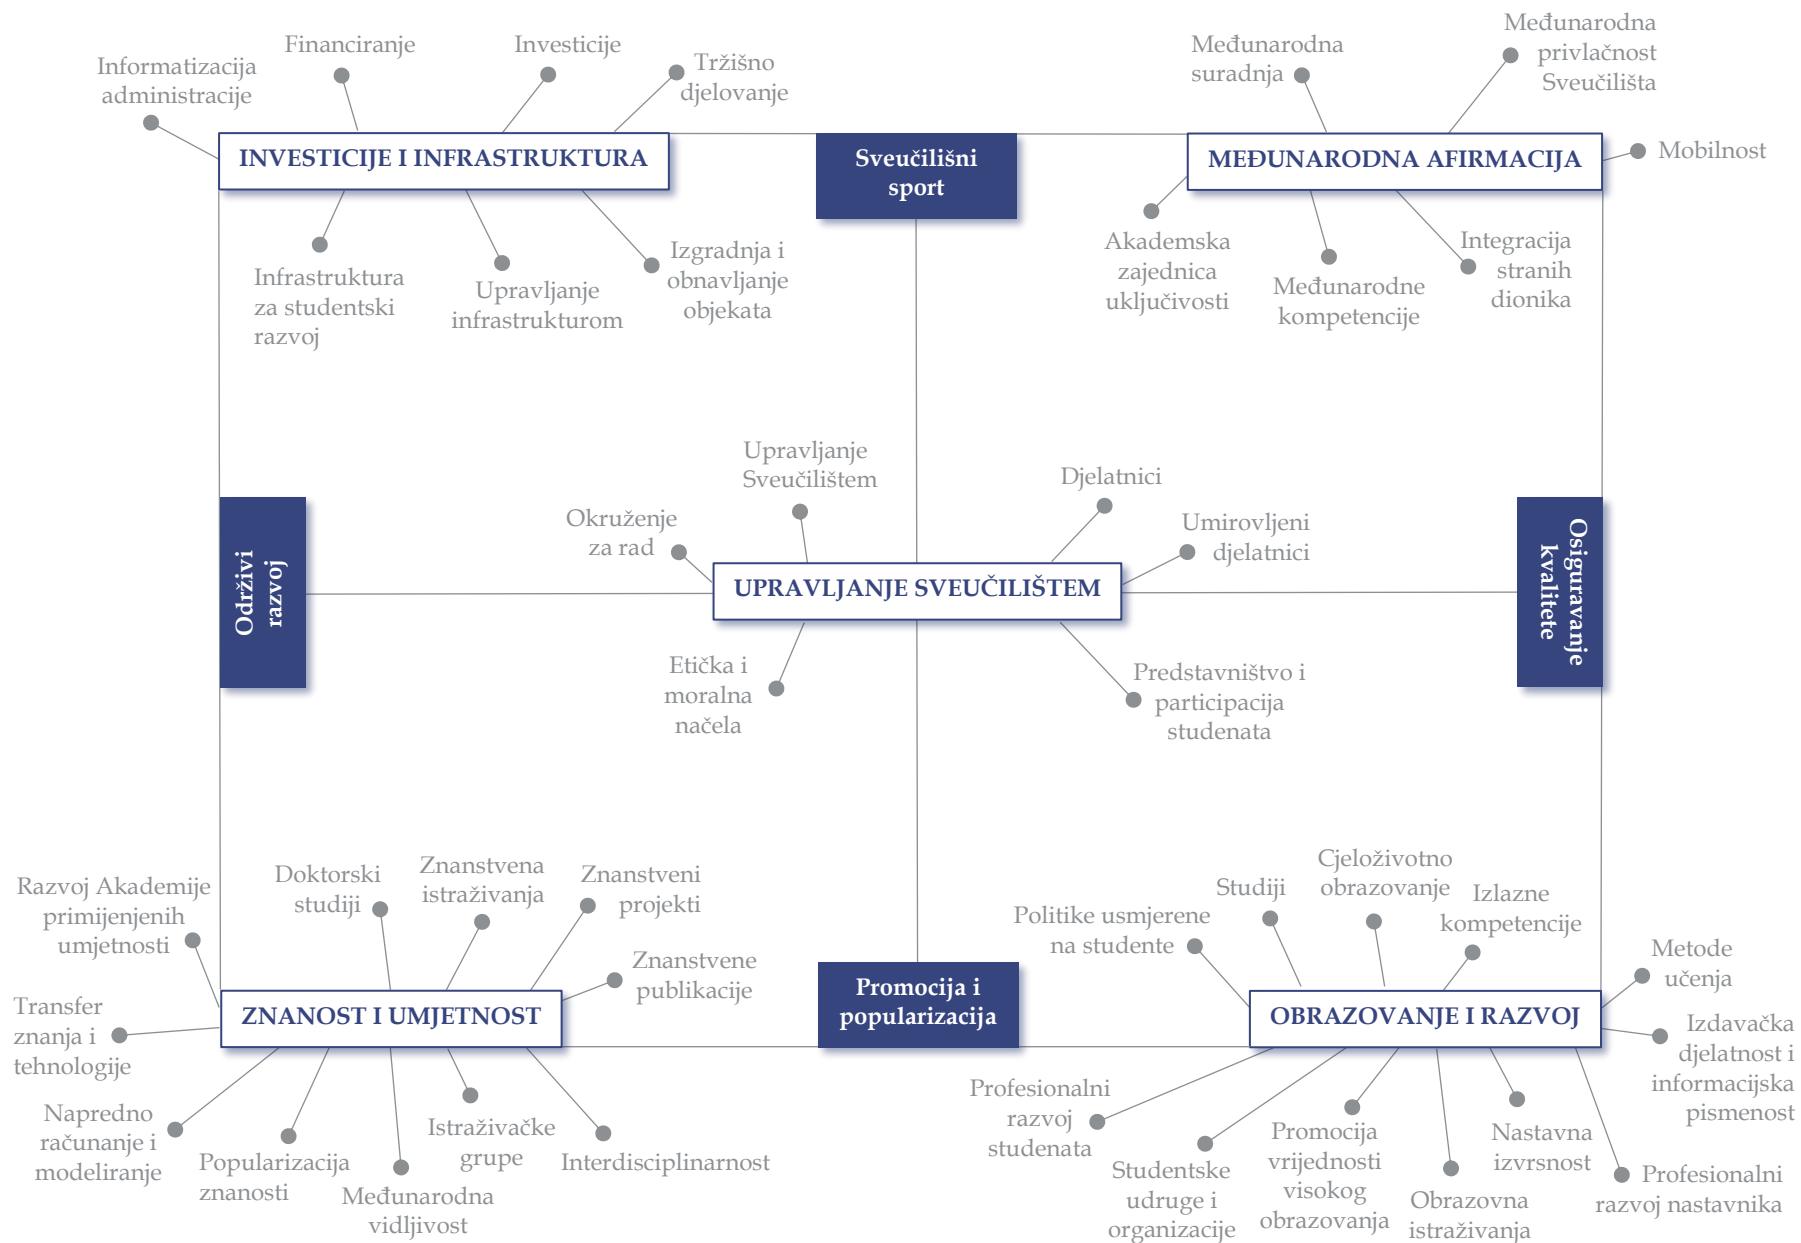 Financiranje
Investicije
Informatizacija
administracije
Tržišno
djelovanje
INVESTICIJE I INFRASTRUKTURA
Infrastruktura
za studentski
razvoj
Upravljanje
infrastrukturom
Izgradnja i
obnavljanje
objekata
Sveučilišni
sport
Međunarodna
suradnja
Međunarodna
privlačnost
Sveučilišta
MEĐUNARODNA AFIRMACIJA
Mobilnost
Akademska
zajednica
uključivosti
Međunarodne
kompetencije
Integracija
stranih
dionika
Održivi
razvoj
Upravljanje
Sveučilištem
Okruženje
za rad
Djelatnici
Umirovljeni
djelatnici
UPRAVLJANJE SVEUČILIŠTEM
Etička i
moralna
načela
Predstavništvo i
participacija
studenata
Osiguravanje
kvalitete
Razvoj Akademije
primijenjenih
umjetnosti
Doktorski
studiji
Znanstvena
istraživanja
Znanstveni
projekti
Znanstvene
publikacije
ZNANOST I UMJETNOST
Transfer
znanja i
tehnologije
Napredno
računanje i
modeliranje
Popularizacija
znanosti
Međunarodna
vidljivost
Istraživačke
grupe
Interdisciplinarnost
Promocija i
popularizacija
Politike usmjerene
na studente
Studiji
Cjeloživotno
obrazovanje
Izlazne
kompetencije
Metode
učenja
OBRAZOVANJE I RAZVOJ
Izdavačka
djelatnost i
informacijska
pismenost
Profesionalni
razvoj
studenata
Studentske
udruge i
organizacije
Promocija
vrijednosti
visokog
obrazovanja
Obrazovna
istraživanja
Nastavna
izvrsnost
Profesionalni
razvoj nastavnika